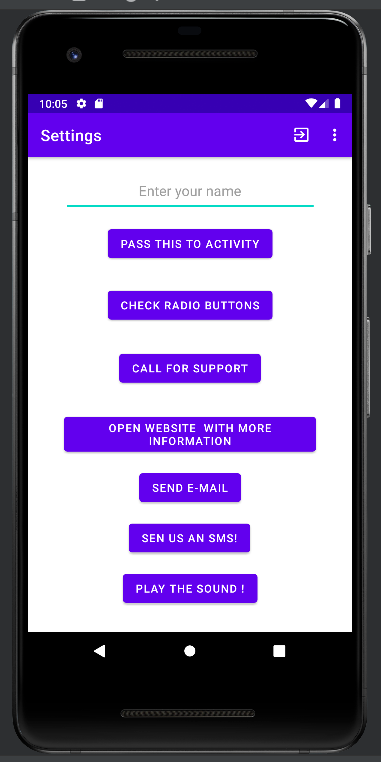 10:05
Settings
Enter your name
PASS THIS TO ACTIVITY
CHECK RADIO BUTTONS
CALL FOR SUPPORT
OPEN WEBSITE  WITH MORE
INFORMATION
SEND E-MAIL
SEN US AN SMS!
PLAY THE SOUND !